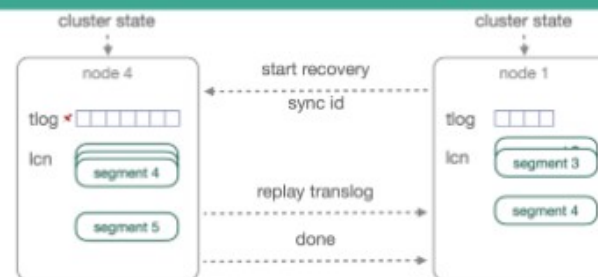 cluster state
cluster state
node 4
node 1
start recovery
sync id
tlog
tlog
lcn
lcn
segment 4
segment 3
replay translog
segment 4
segment 5
done